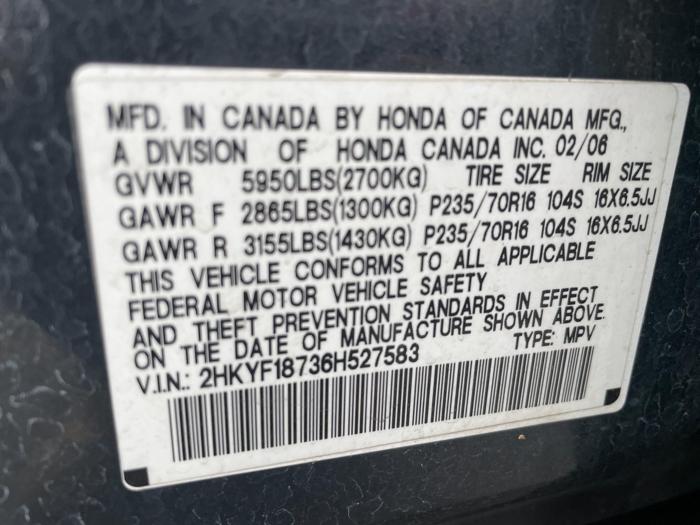 MFD. IN CANADA BY HONDA OF CANADA MFG.,
A DIVISION OF HONDA CANADA INC. 02/06
GVWR 5950LBS(2700KG) TIRE SIZE RIM SIZE
GAWR F 2865LBS(1300KG) P235/70R16 104S 16X6.5JJ
GAWR R 3155LBS(1430KG) P235/70R16 104S 16X6.5JJ
THIS VEHICLE CONFORMS TO ALL APPLICABLE
FEDERAL MOTOR VEHICLE SAFETY
AND THEFT PREVENTION STANDARDS IN EFFECT
ON THE DATE OF MANUFACTURE SHOWN ABOVE.
V.I.N.: 2HKYF18736H527583 TYPE: MPV